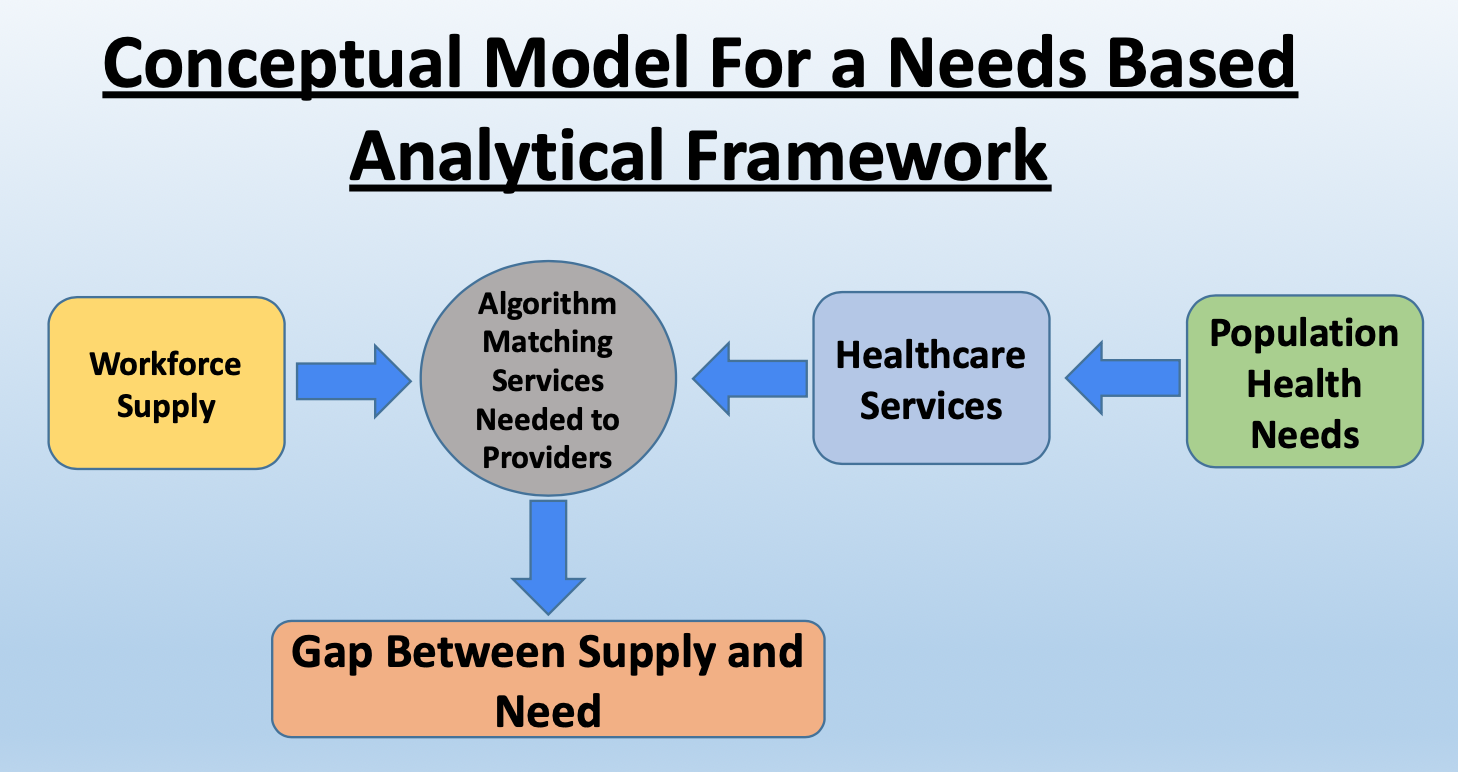 Conceptual Model For a Needs Based
Analytical Framework
Workforce
Supply
Algorithm
Matching
Services
Needed to
Providers
Healthcare
Services
Population
Health
Needs
Gap Between Supply and
Need